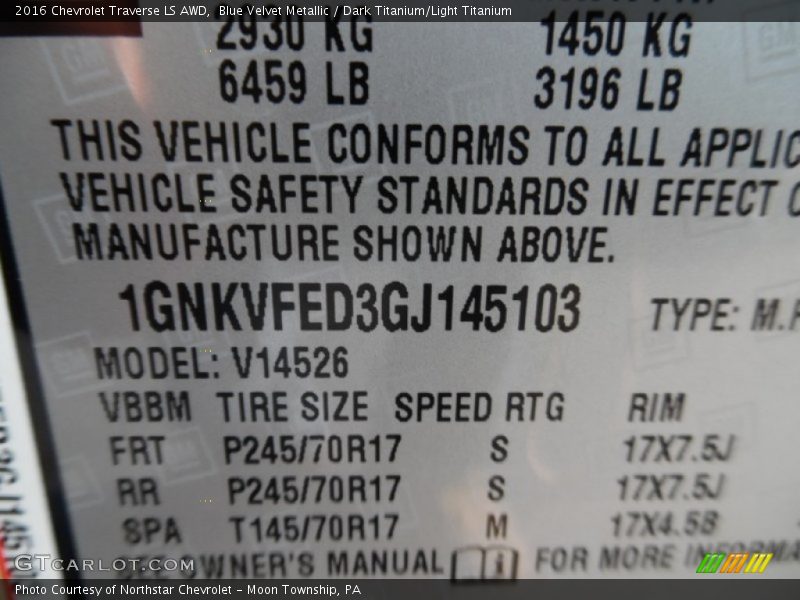 2016 Chevrolet Traverse LS AWD, Blue Velvet Metallic / Dark Titanium/Light Titanium
2930 KG 1450 KG
6459 LB 3196 LB
THIS VEHICLE CONFORMS TO ALL APPLIC
VEHICLE SAFETY STANDARDS IN EFFECT
MANUFACTURE SHOWN ABOVE.
1GNKVFED3GJ145103 TYPE: M.P
MODEL: V14526
VBBM TIRE SIZE SPEED RTG RIM
FRT P245/70R17 S 17X7.5J
RR P245/70R17 S 17X7.5J
SPA T145/70R17 M 17X4.5B
SEE OWNER'S MANUAL FOR MORE INFORMA
GTCARLOT.COM
Photo Courtesy of Northstar Chevrolet - Moon Township, PA